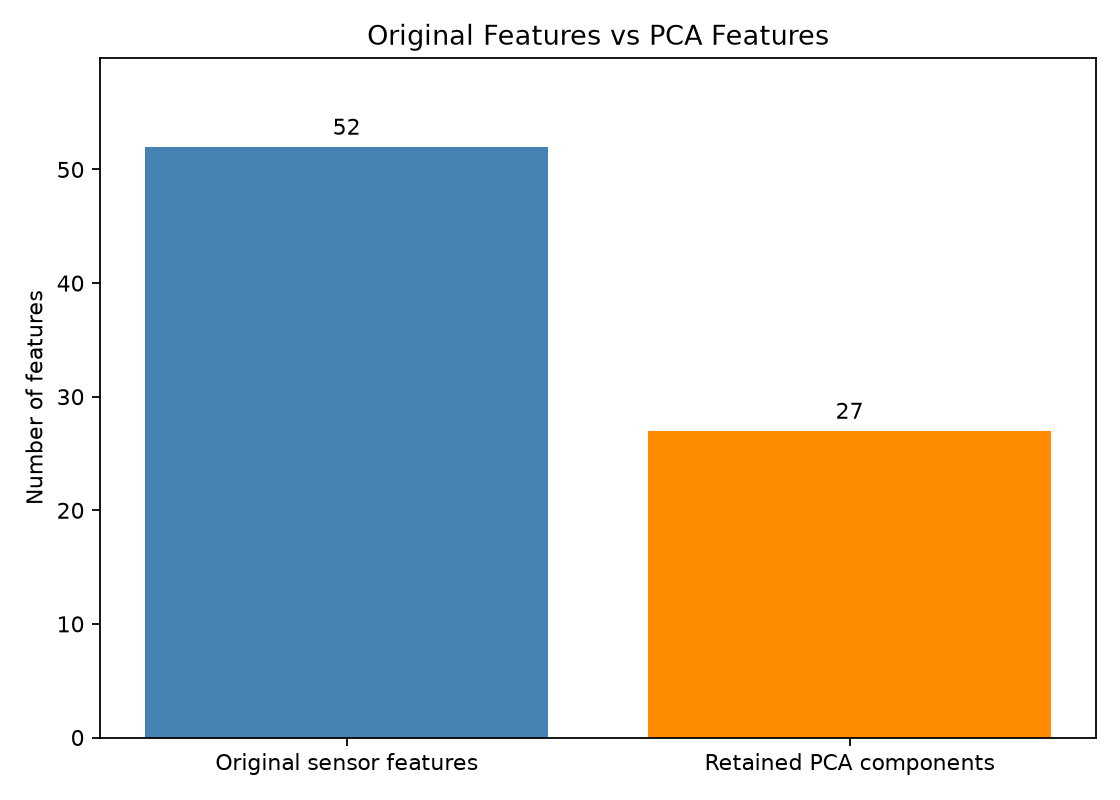 Original Features vs PCA Features
Number of features
50
40
30
20
10
0
52
27
Original sensor features
Retained PCA components